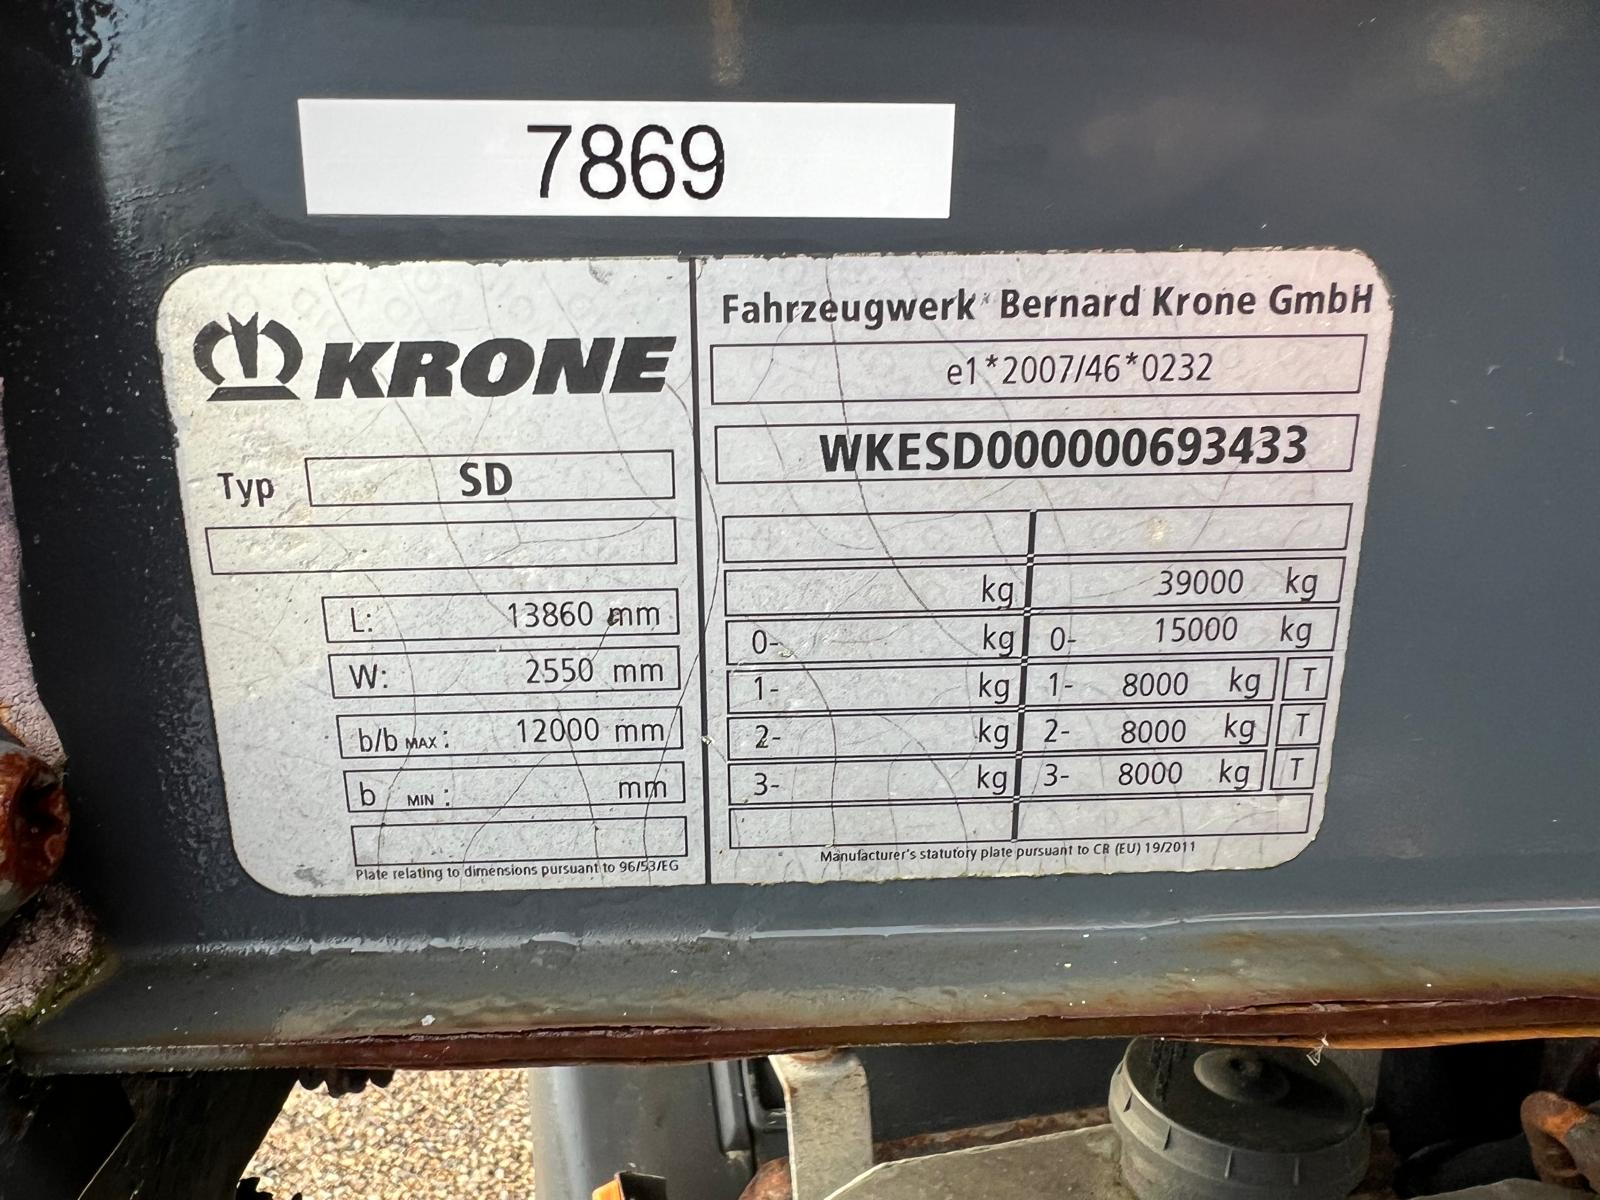 7869
KRONE
Typ SD
L: 13860 mm
W: 2550 mm
b/b MAX: 12000 mm
b MIN: mm
Plate relating to dimensions pursuant to 96/53/EG
Fahrzeugwerk Bernard Krone GmbH
e1*2007/46*0232
WKESD000000693433
kg 39000 kg
0- kg 0- 15000 kg
1- kg 1- 8000 kg T
2- kg 2- 8000 kg T
3- kg 3- 8000 kg T
Manufacturer's statutory plate pursuant to CR (EU) 19/2011